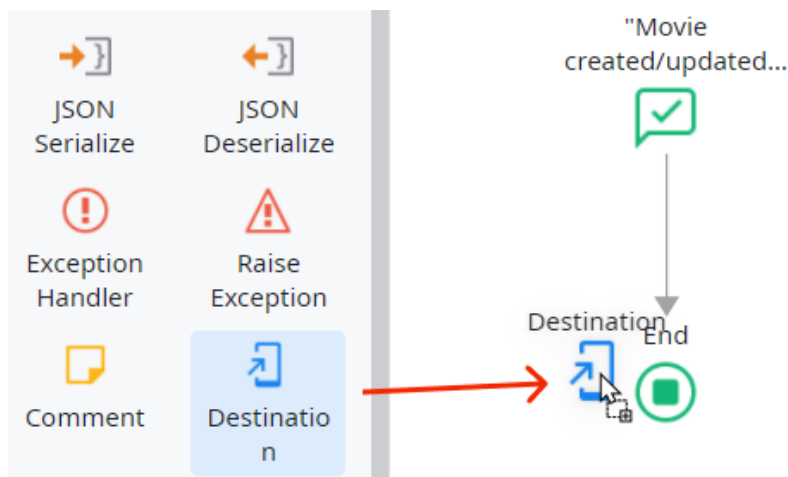 JSON
Serialize
JSON
Deserialize
Exception
Handler
Raise
Exception
Comment
Destinatio
n
"Movie
created/updated...
Destination
End